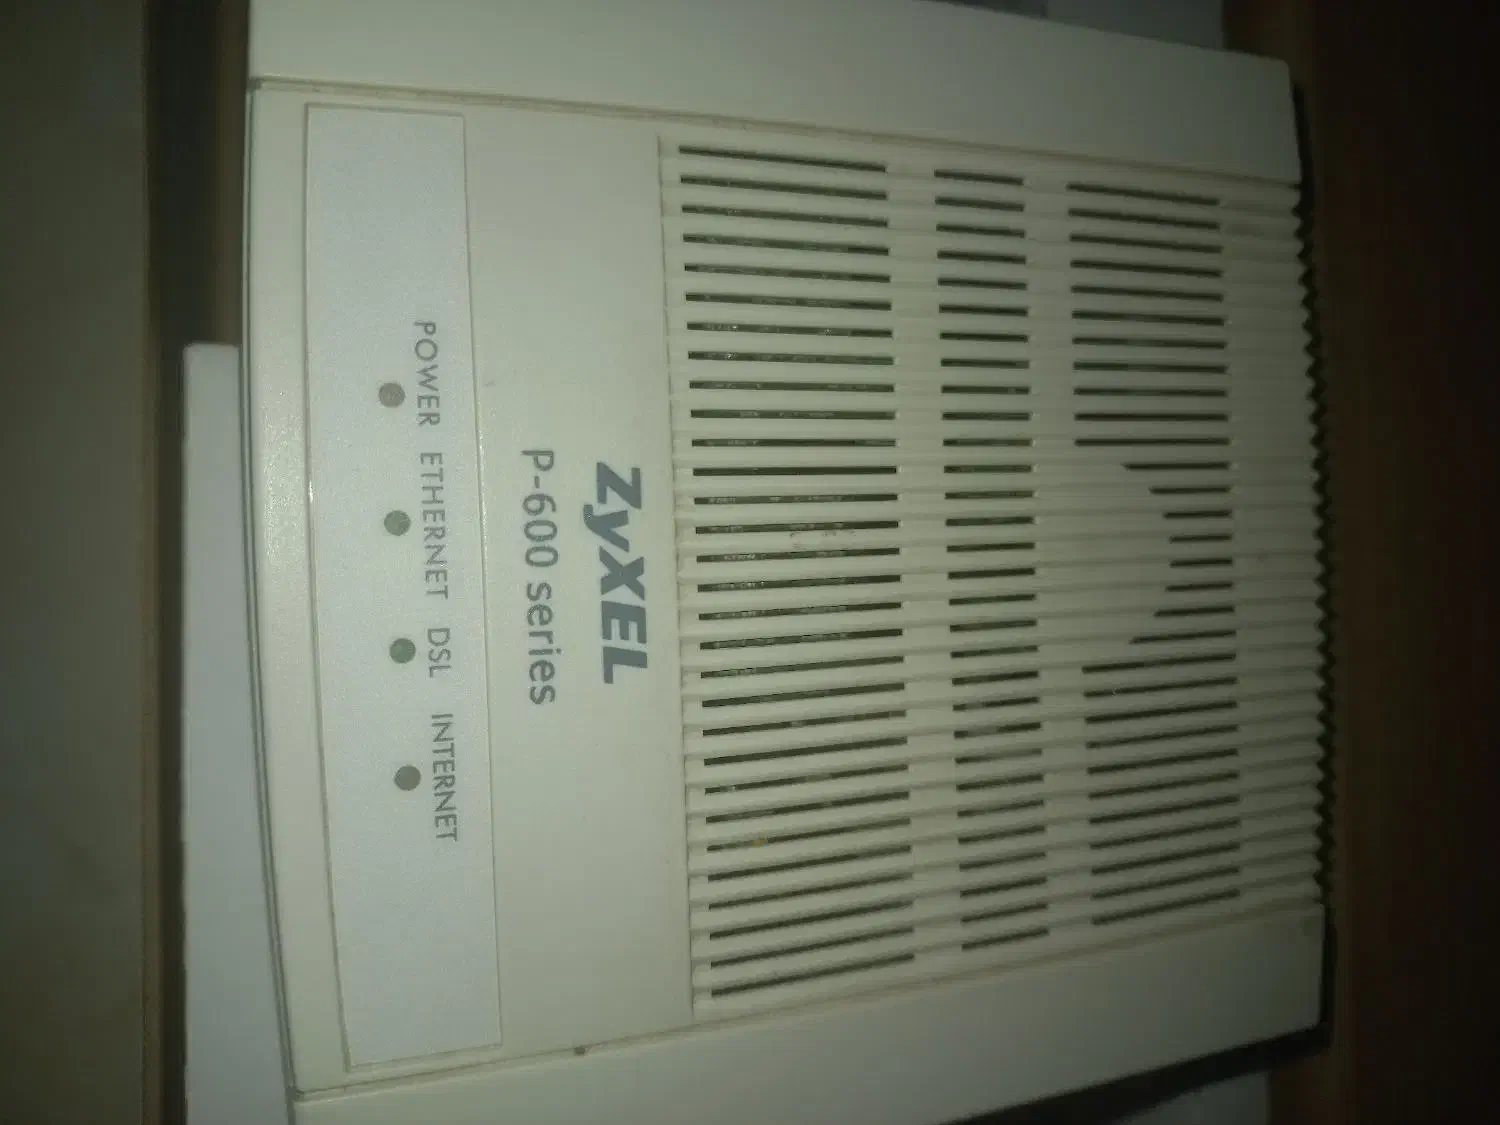 ZyXEL
P-600 series
POWER ETHERNET DSL INTERNET